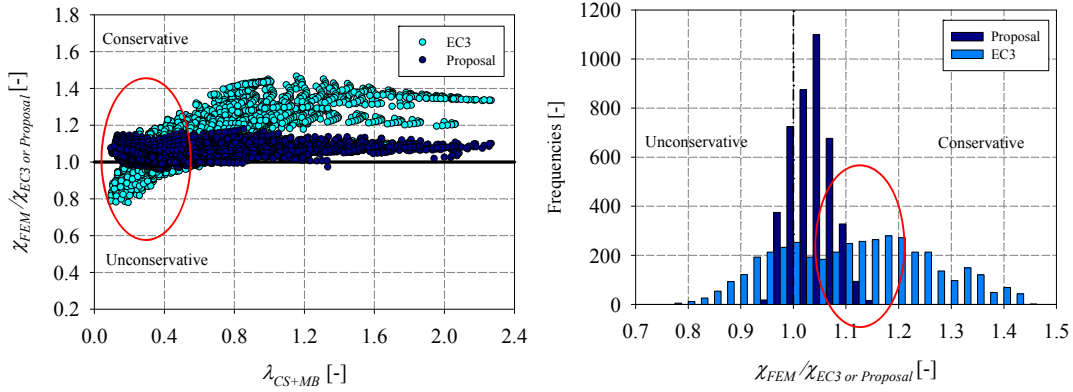 1.8
1.6
1.4
1.2
1.0
0.8
0.6
0.4
0.2
Conservative
EC3
Proposal
Unconservative
0.0 0.4 0.8 1.2 1.6 2.0 2.4
λCS+MB [-]
χFEM/χEC3 or Proposal [-]
1200
1000
800
600
400
200
0
Proposal
EC3
Unconservative
Conservative
0.7 0.8 0.9 1.0 1.1 1.2 1.3 1.4 1.5
χFEM/χEC3 or Proposal [-]
Frequencies [-]